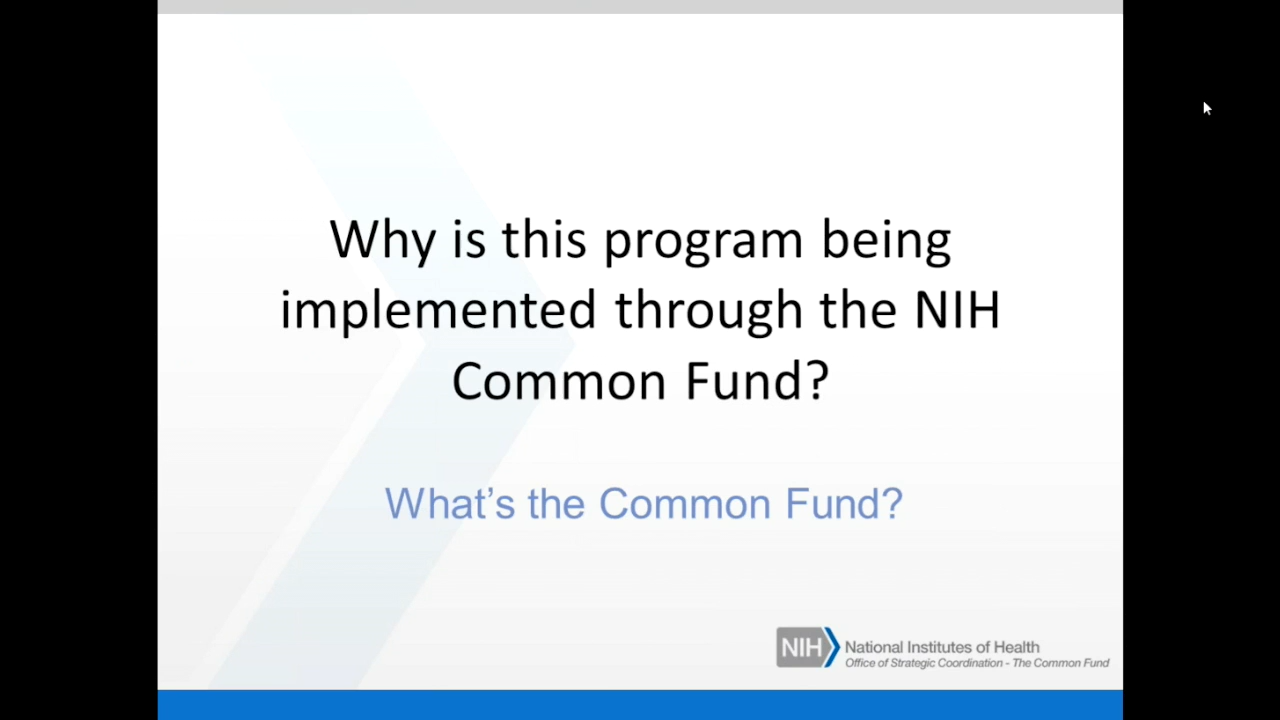 Why is this program being
implemented through the NIH
Common Fund?
What's the Common Fund?
NIH
National Institutes of Health
Office of Strategic Coordination - The Common Fund